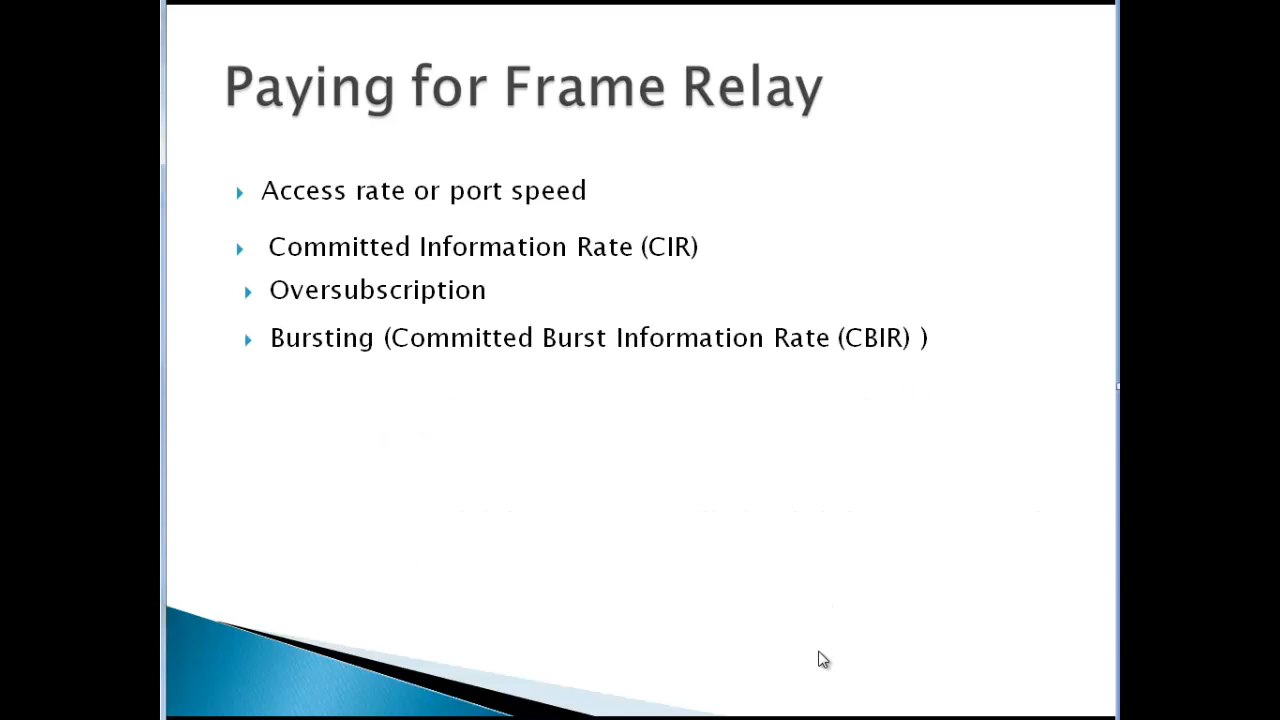 Paying for Frame Relay
Access rate or port speed
Committed Information Rate (CIR)
Oversubscription
Bursting (Committed Burst Information Rate (CBIR) )